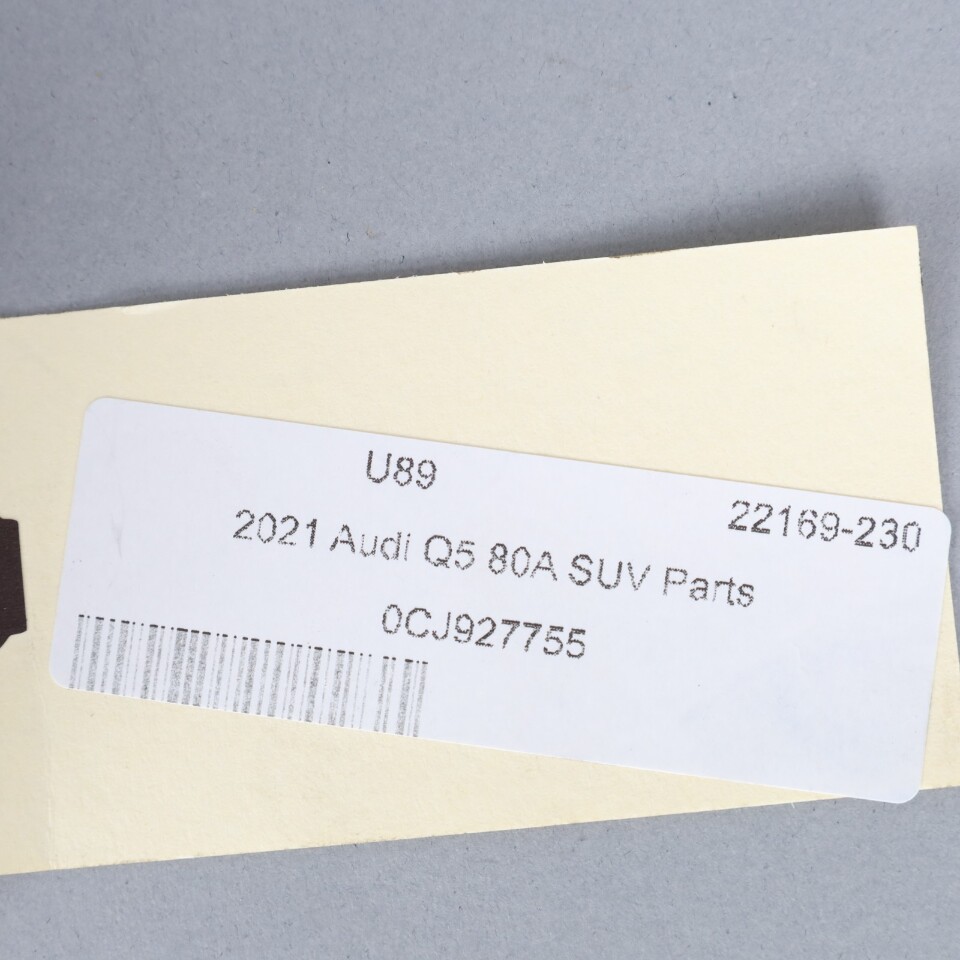 U89
22169-230
2021 Audi Q5 80A SUV Parts
0CJ927755